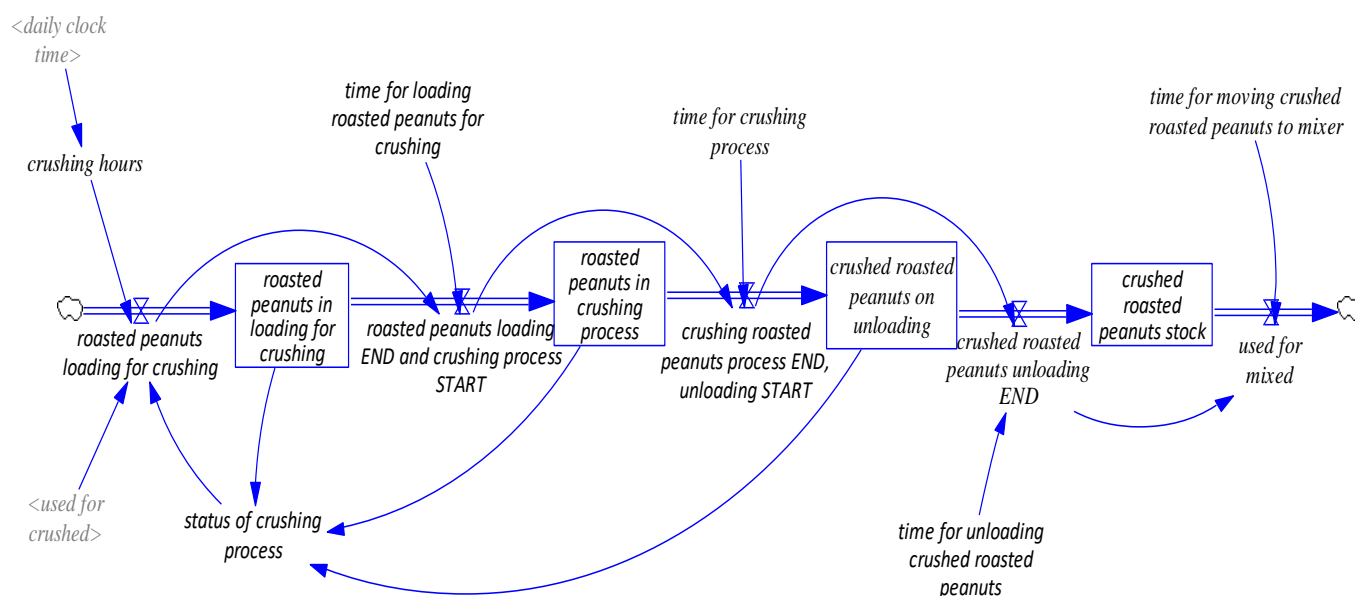 <daily clock
time>
crushing hours
time for loading
roasted peanuts for
crushing
time for crushing
process
time for moving crushed
roasted peanuts to mixer
roasted
peanuts in
loading for
crushing
roasted
peanuts in
crushing
process
crushed roasted
peanuts on
unloading
crushed
roasted
peanuts stock
roasted peanuts
loading for crushing
roasted peanuts loading
END and crushing process
START
crushing roasted
peanuts process END,
unloading START
crushed roasted
peanuts unloading
END
used for
mixed
<used for
crushed>
status of crushing
process
time for unloading
crushed roasted
peanuts